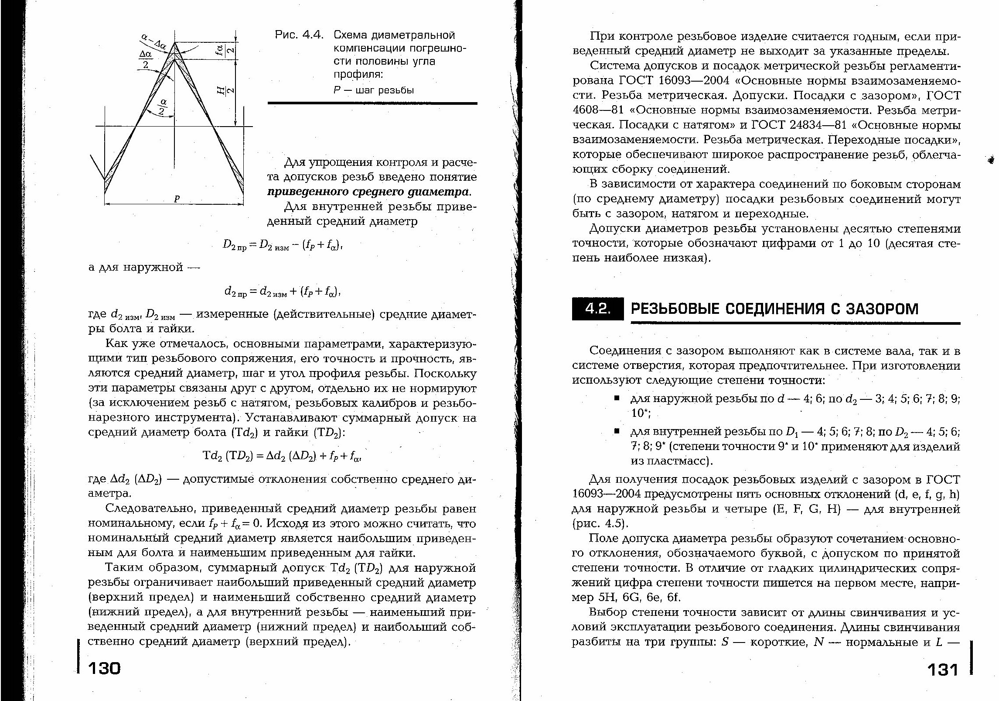 α – Δα
Δα
2
fα
2
H
2
α
2
P
Рис. 4.4. Схема диаметральной
компенсации погрешно-
сти половины угла
профиля:
P — шаг резьбы
Для упрощения контроля и расче-
та допусков резьб введено понятие
приведенного среднего диаметра.
Для внутренней резьбы приве-
денный средний диаметр
D₂ пр = D₂ изм − (fP + fα),
а для наружной —
d₂ пр = d₂ изм + (fP + fα),
где d₂ изм, D₂ изм — измеренные (действительные) средние диамет-
ры болта и гайки.
Как уже отмечалось, основными параметрами, характеризую-
щими тип резьбового сопряжения, его точность и прочность, яв-
ляются средний диаметр, шаг и угол профиля резьбы. Поскольку
эти параметры связаны друг с другом, отдельно их не нормируют
(за исключением резьб с натягом, резьбовых калибров и резьбо-
нарезного инструмента). Устанавливают суммарный допуск на
средний диаметр болта (Td₂) и гайки (TD₂):
Td₂ (TD₂) = Δd₂ (ΔD₂) + fP + fα,
где Δd₂ (ΔD₂) — допустимые отклонения собственно среднего ди-
аметра.
Следовательно, приведенный средний диаметр резьбы равен
номинальному, если fP + fα = 0. Исходя из этого можно считать, что
номинальный средний диаметр является наибольшим приведен-
ным для болта и наименьшим приведенным для гайки.
Таким образом, суммарный допуск Td₂ (TD₂) для наружной
резьбы ограничивает наибольший приведенный средний диаметр
(верхний предел) и наименьший собственно средний диаметр
(нижний предел), а для внутренний резьбы — наименьший при-
веденный средний диаметр (нижний предел) и наибольший соб-
ственно средний диаметр (верхний предел).
130
При контроле резьбовое изделие считается годным, если при-
веденный средний диаметр не выходит за указанные пределы.
Система допусков и посадок метрической резьбы регламенти-
рована ГОСТ 16093—2004 «Основные нормы взаимозаменяемо-
сти. Резьба метрическая. Допуски. Посадки с зазором», ГОСТ
4608—81 «Основные нормы взаимозаменяемости. Резьба метри-
ческая. Посадки с натягом» и ГОСТ 24834—81 «Основные нормы
взаимозаменяемости. Резьба метрическая. Переходные посадки»,
которые обеспечивают широкое распространение резьб, облегча-
ющих сборку соединений.
В зависимости от характера соединений по боковым сторонам
(по среднему диаметру) посадки резьбовых соединений могут
быть с зазором, натягом и переходные.
Допуски диаметров резьбы установлены десятью степенями
точности, которые обозначают цифрами от 1 до 10 (десятая сте-
пень наиболее низкая).
4.2. РЕЗЬБОВЫЕ СОЕДИНЕНИЯ С ЗАЗОРОМ
Соединения с зазором выполняют как в системе вала, так и в
системе отверстия, которая предпочтительнее. При изготовлении
используют следующие степени точности:
■ для наружной резьбы по d — 4; 6; по d₂ — 3; 4; 5; 6; 7; 8; 9;
10*;
■ для внутренней резьбы по D₁ — 4; 5; 6; 7; 8; по D₂ — 4; 5; 6;
7; 8; 9* (степени точности 9* и 10* применяют для изделий
из пластмасс).
Для получения посадок резьбовых изделий с зазором в ГОСТ
16093—2004 предусмотрены пять основных отклонений (d, e, f, g, h)
для наружной резьбы и четыре (E, F, G, H) — для внутренней
(рис. 4.5).
Поле допуска диаметра резьбы образуют сочетанием основно-
го отклонения, обозначаемого буквой, с допуском по принятой
степени точности. В отличие от гладких цилиндрических сопря-
жений цифра степени точности пишется на первом месте, напри-
мер 5H, 6G, 6e, 6f.
Выбор степени точности зависит от длины свинчивания и ус-
ловий эксплуатации резьбового соединения. Длины свинчивания
разбиты на три группы: S — короткие, N — нормальные и L —
131